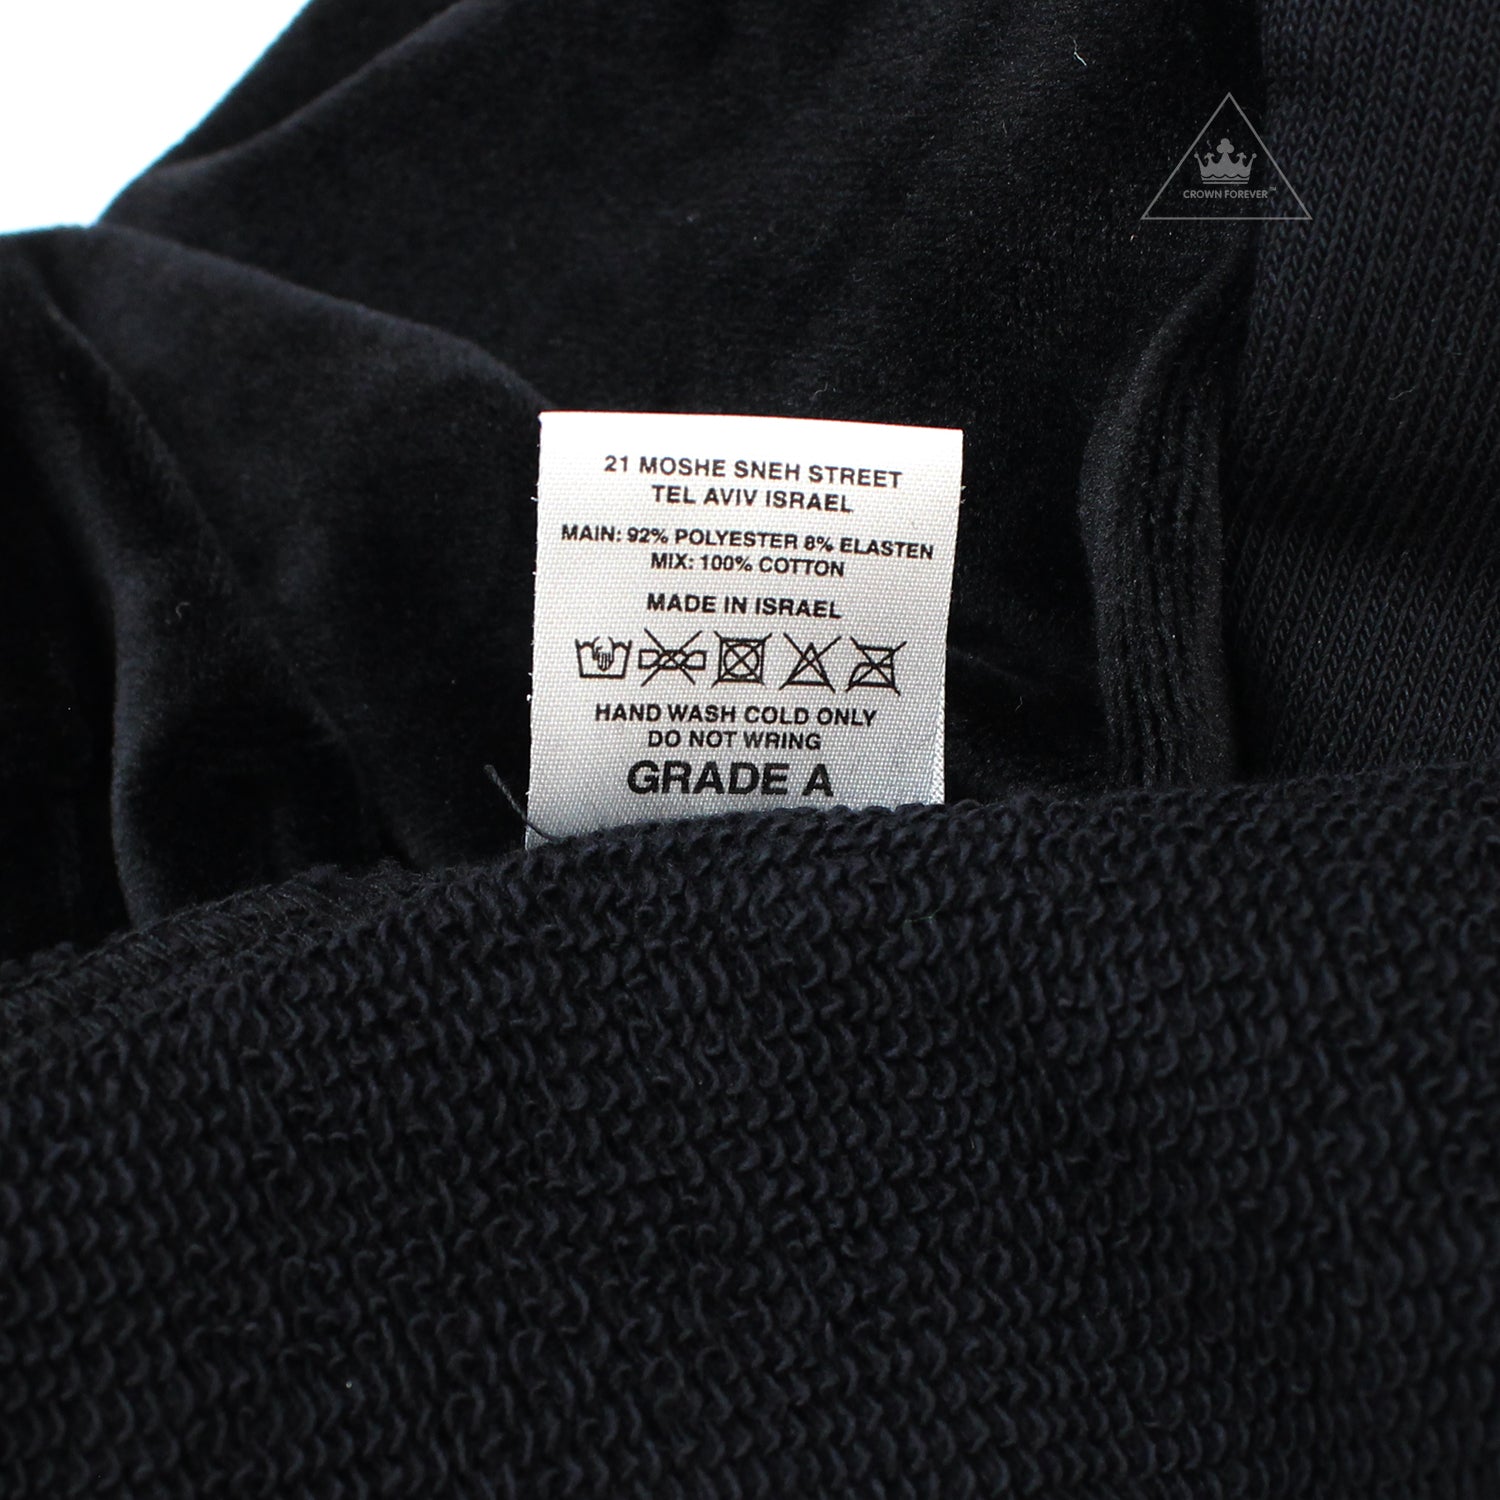 CROWN FOREVER™
21 MOSHE SNEH STREET
TEL AVIV ISRAEL
MAIN: 92% POLYESTER 8% ELASTEN
MIX: 100% COTTON
MADE IN ISRAEL
HAND WASH COLD ONLY
DO NOT WRING
GRADE A